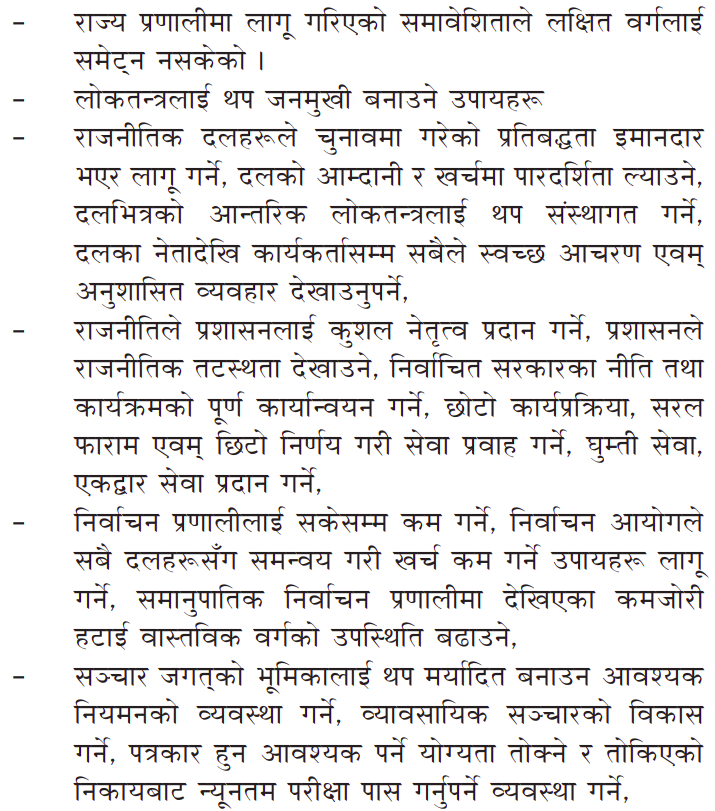 – राज्य प्रणालीमा लागू गरिएको समावेशिताले लक्षित वर्गलाई
समेट्न नसकेको ।
– लोकतन्त्रलाई थप जनमुखी बनाउने उपायहरू
– राजनीतिक दलहरूले चुनावमा गरेको प्रतिबद्धता इमानदार
भएर लागू गर्ने, दलको आम्दानी र खर्चमा पारदर्शिता ल्याउने,
दलभित्रको आन्तरिक लोकतन्त्रलाई थप संस्थागत गर्ने,
दलका नेतादेखि कार्यकर्तासम्म सबैले स्वच्छ आचरण एवम्
अनुशासित व्यवहार देखाउनुपर्ने,
– राजनीतिले प्रशासनलाई कुशल नेतृत्व प्रदान गर्ने, प्रशासनले
राजनीतिक तटस्थता देखाउने, निर्वाचित सरकारका नीति तथा
कार्यक्रमको पूर्ण कार्यान्वयन गर्ने, छोटो कार्यप्रक्रिया, सरल
फाराम एवम् छिटो निर्णय गरी सेवा प्रवाह गर्ने, घुम्ती सेवा,
एकद्वार सेवा प्रदान गर्ने,
– निर्वाचन प्रणालीलाई सकेसम्म कम गर्ने, निर्वाचन आयोगले
सबै दलहरूसँग समन्वय गरी खर्च कम गर्ने उपायहरू लागू
गर्ने, समानुपातिक निर्वाचन प्रणालीमा देखिएका कमजोरी
हटाई वास्तविक वर्गको उपस्थिति बढाउने,
– सञ्चार जगत्को भूमिकालाई थप मर्यादित बनाउन आवश्यक
नियमनको व्यवस्था गर्ने, व्यावसायिक सञ्चारको विकास
गर्ने, पत्रकार हुन आवश्यक पर्ने योग्यता तोक्ने र तोकिएको
निकायबाट न्यूनतम परीक्षा पास गर्नुपर्ने व्यवस्था गर्ने,